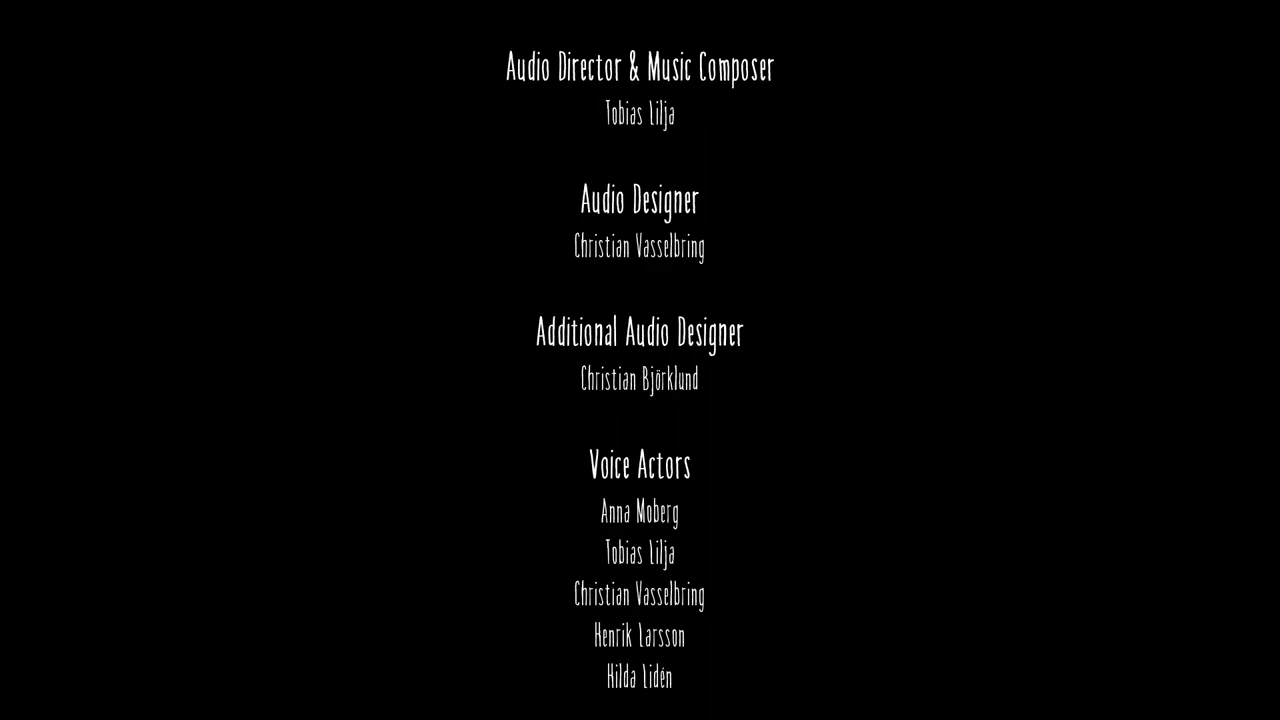 Audio Director & Music Composer
Tobias Lilja
Audio Designer
Christian Vasselbring
Additional Audio Designer
Christian Björklund
Voice Actors
Anna Moberg
Tobias Lilja
Christian Vasselbring
Henrik Larsson
Hilda Lidén